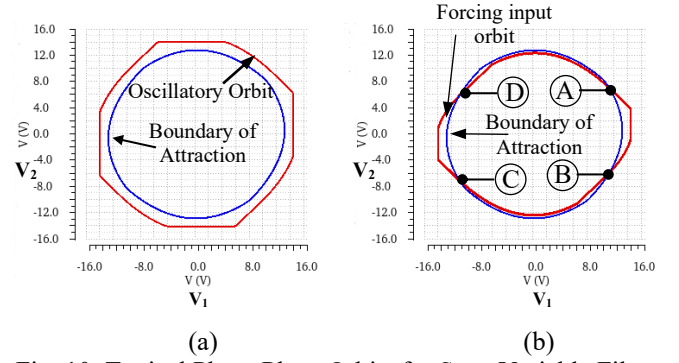 Forcing input
orbit
16.0
12.0
8.0
4.0
0.0
-4.0
-8.0
-12.0
-16.0
V (V)
V2
Oscillatory Orbit
Boundary of
Attraction
-16.0 -8.0 0.0 8.0 16.0
V (V)
V1
(a)
16.0
12.0
8.0
4.0
0.0
-4.0
-8.0
-12.0
-16.0
V (V)
V2
D A
Boundary of
Attraction
C B
-16.0 -8.0 0.0 8.0 16.0
V (V)
V1
(b)